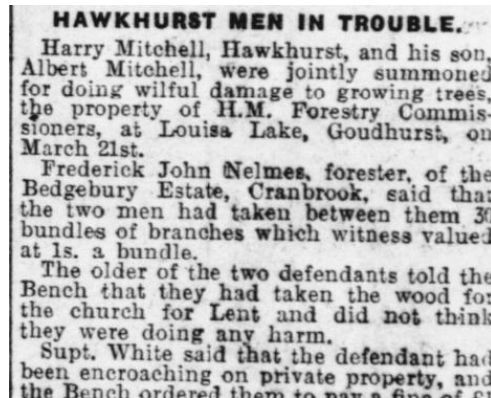 HAWKHURST MEN IN TROUBLE.
Harry Mitchell, Hawkhurst, and his son,
Albert Mitchell, were jointly summoned
for doing wilful damage to growing trees,
the property of H.M. Forestry Commis-
sioners, at Louisa Lake, Goudhurst, on
March 21st.
Frederick John Nelmes, forester, of the
Bedgebury Estate, Cranbrook, said that
the two men had taken between them 30
bundles of branches which witness valued
at 1s. a bundle.
The older of the two defendants told the
Bench that they had taken the wood for
the church for Lent and did not think
they were doing any harm.
Supt. White said that the defendant had
been encroaching on private property, and
the Bench ordered them to pay a fine of £1